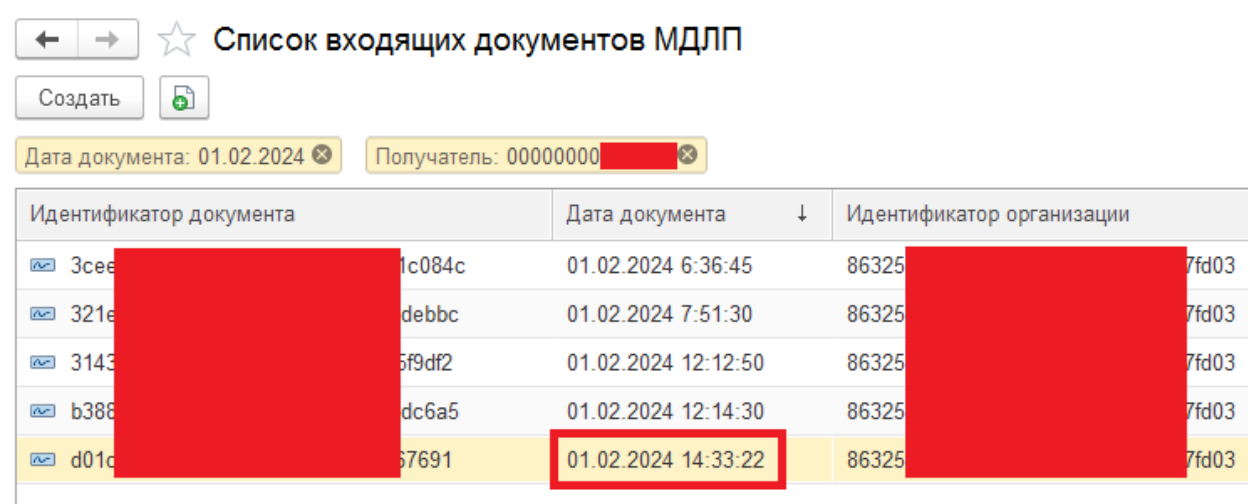 Список входящих документов МДЛП
Создать
Дата документа: 01.02.2024 Получатель: 00000000
Идентификатор документа Дата документа ↓ Идентификатор организации
3cee 1c084c 01.02.2024 6:36:45 86325 7fd03
321e debbc 01.02.2024 7:51:30 86325 7fd03
3143 5f9df2 01.02.2024 12:12:50 86325 7fd03
b388 dc6a5 01.02.2024 12:14:30 86325 7fd03
d01c 67691 01.02.2024 14:33:22 86325 7fd03